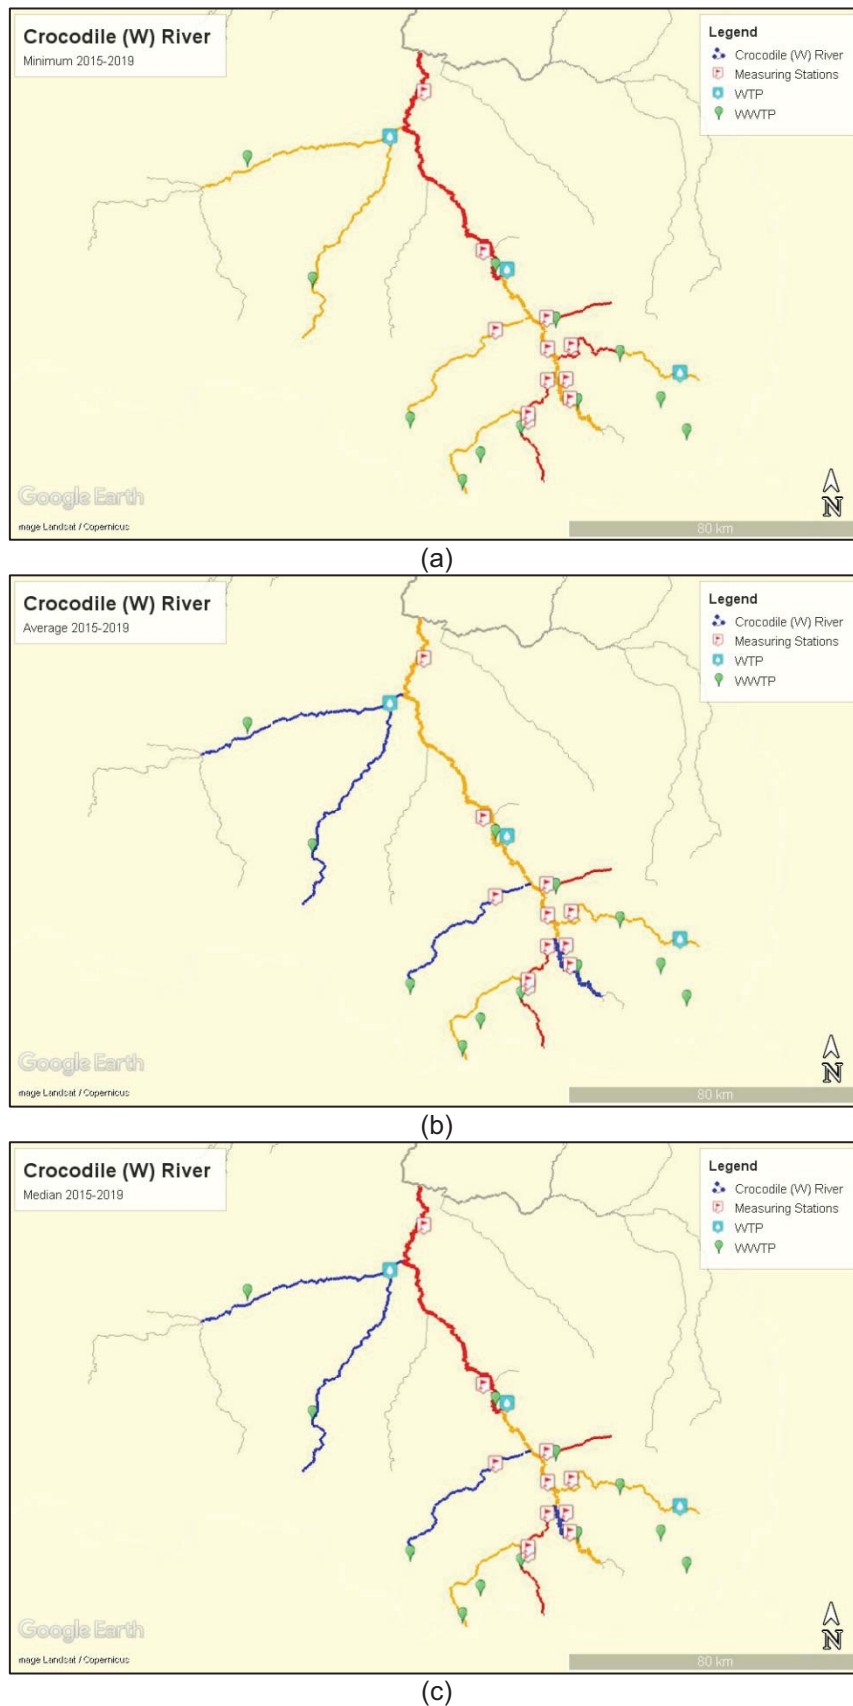 Crocodile (W) River
Minimum 2015-2019
Legend
Crocodile (W) River
Measuring Stations
WTP
WWTP
Google Earth
mage Landsat / Copernicus
N
80 km
(a)
Crocodile (W) River
Average 2015-2019
Legend
Crocodile (W) River
Measuring Stations
WTP
WWTP
Google Earth
mage Landsat / Copernicus
N
80 km
(b)
Crocodile (W) River
Median 2015-2019
Legend
Crocodile (W) River
Measuring Stations
WTP
WWTP
Google Earth
mage Landsat / Copernicus
N
80 km
(c)